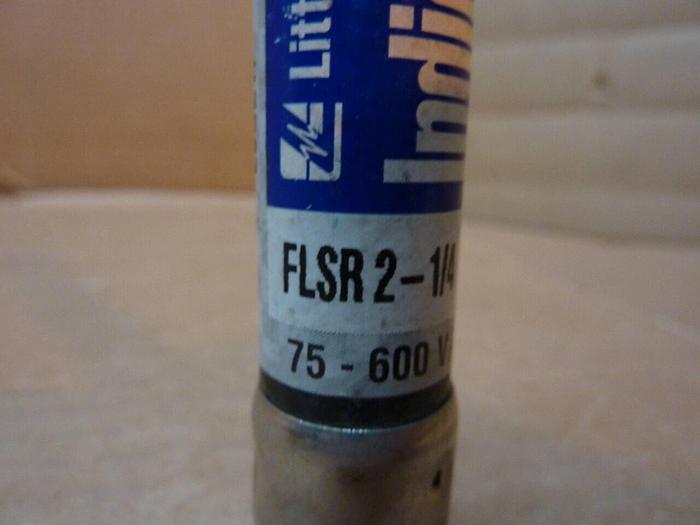 Litt
Indi
FLSR 2-1/4
75 - 600 V